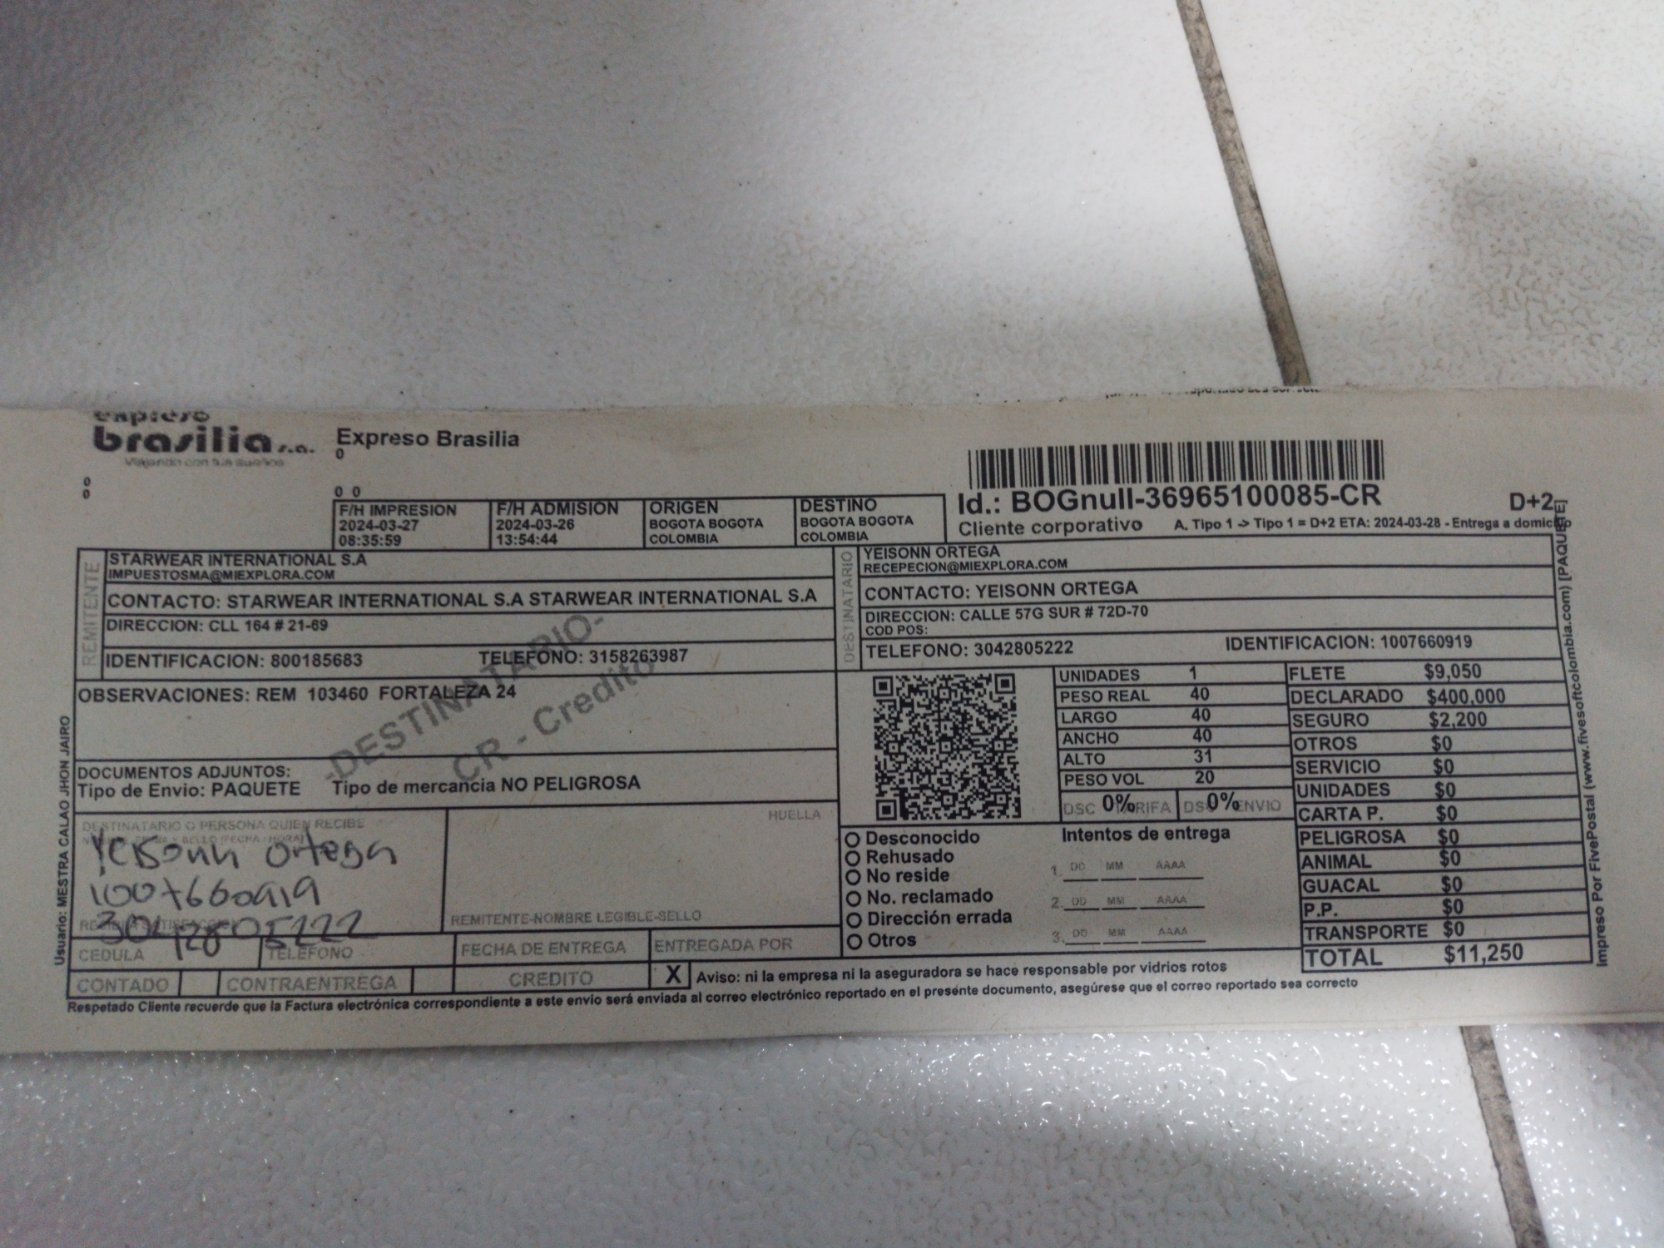 expreso
brasilia s.a.
Viajando con sus sueños
Expreso Brasilia
0
0
0
0 0
F/H IMPRESION
2024-03-27
08:35:59
F/H ADMISION
2024-03-26
13:54:44
ORIGEN
BOGOTA BOGOTA
COLOMBIA
DESTINO
BOGOTA BOGOTA
COLOMBIA
Id.: BOGnull-36965100085-CR
D+2
Cliente corporativo A. Tipo 1 -> Tipo 1 = D+2 ETA: 2024-03-28 - Entrega a domicilio
[PAQUETE]
REMITENTE
STARWEAR INTERNATIONAL S.A
IMPUESTOSMA@MIEXPLORA.COM
CONTACTO: STARWEAR INTERNATIONAL S.A STARWEAR INTERNATIONAL S.A
DIRECCION: CLL 164 # 21-69
IDENTIFICACION: 800185683 TELEFONO: 3158263987
DESTINATARIO
YEISONN ORTEGA
RECEPECION@MIEXPLORA.COM
CONTACTO: YEISONN ORTEGA
DIRECCION: CALLE 57G SUR # 72D-70
COD POS:
TELEFONO: 3042805222 IDENTIFICACION: 1007660919
OBSERVACIONES: REM 103460 FORTALEZA 24
-DESTINATARIO-
CR - Credito
DOCUMENTOS ADJUNTOS:
Tipo de Envio: PAQUETE Tipo de mercancia NO PELIGROSA
UNIDADES 1
PESO REAL 40
LARGO 40
ANCHO 40
ALTO 31
PESO VOL 20
DSC 0% TARIFA DSC 0% ENVIO
FLETE $9,050
DECLARADO $400,000
SEGURO $2,200
OTROS $0
SERVICIO $0
UNIDADES $0
CARTA P. $0
PELIGROSA $0
ANIMAL $0
GUACAL $0
P.P. $0
TRANSPORTE $0
TOTAL $11,250
DESTINATARIO O PERSONA QUIEN RECIBE
Yeisonn Ortega
1007660919
3042805222
CEDULA
TELEFONO
HUELLA
REMITENTE-NOMBRE LEGIBLE-SELLO
FECHA DE ENTREGA
ENTREGADA POR
Desconocido
Rehusado
No reside
No. reclamado
Dirección errada
Otros
Intentos de entrega
1. DD MM AAAA
2. DD MM AAAA
3. DD MM AAAA
CONTADO
CONTRAENTREGA
CREDITO X
Aviso: ni la empresa ni la aseguradora se hace responsable por vidrios rotos
Respetado Cliente recuerde que la Factura electrónica correspondiente a este envio será enviada al correo electrónico reportado en el presente documento, asegúrese que el correo reportado sea correcto
Usuario: MESTRA CALAO JHON JAIRO
Impreso Por FivePostal (www.fivesoftcolombia.com)